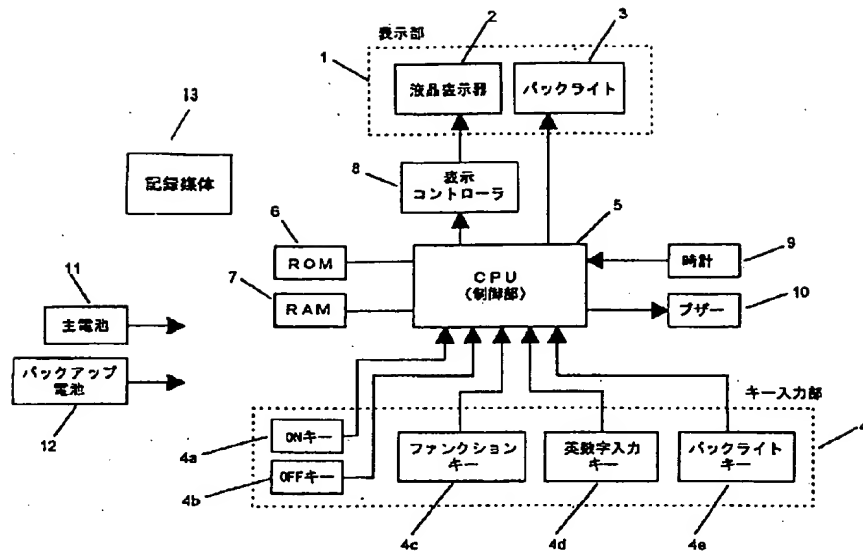 表示部
1
2
3
液晶表示器
バックライト
13
記録媒体
8
表示
コントローラ
6
5
ROM
CPU
(制御部)
時計
9
7
RAM
ブザー
10
11
主電池
バックアップ
電池
12
キー入力部
4
4a
ONキー
4b
OFFキー
ファンクション
キー
英数字入力
キー
バックライト
キー
4c
4d
4e